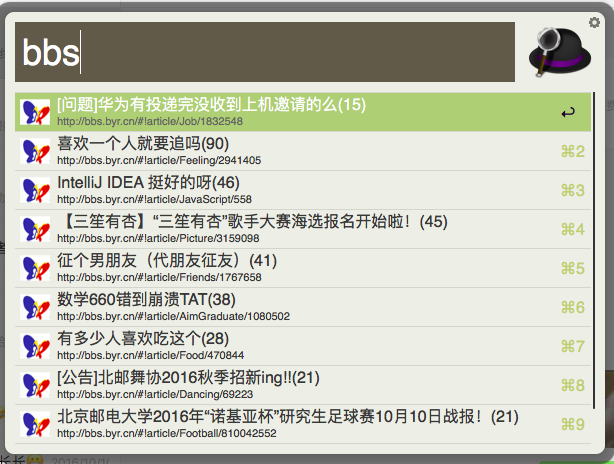 bbs
[问题]华为有投递完没收到上机邀请的么(15)
http://bbs.byr.cn/#!article/Job/1832548
喜欢一个人就要追吗(90)
http://bbs.byr.cn/#!article/Feeling/2941405
⌘2
IntelliJ IDEA 挺好的呀(46)
http://bbs.byr.cn/#!article/JavaScript/558
⌘3
【三笙有杏】“三笙有杏”歌手大赛海选报名开始啦！(45)
http://bbs.byr.cn/#!article/Picture/3159098
⌘4
征个男朋友（代朋友征友）(41)
http://bbs.byr.cn/#!article/Friends/1767658
⌘5
数学660错到崩溃TAT(38)
http://bbs.byr.cn/#!article/AimGraduate/1080502
⌘6
有多少人喜欢吃这个(28)
http://bbs.byr.cn/#!article/Food/470844
⌘7
[公告]北邮舞协2016秋季招新ing!!(21)
http://bbs.byr.cn/#!article/Dancing/69223
⌘8
北京邮电大学2016年“诺基亚杯”研究生足球赛10月10日战报！(21)
http://bbs.byr.cn/#!article/Football/810042552
⌘9